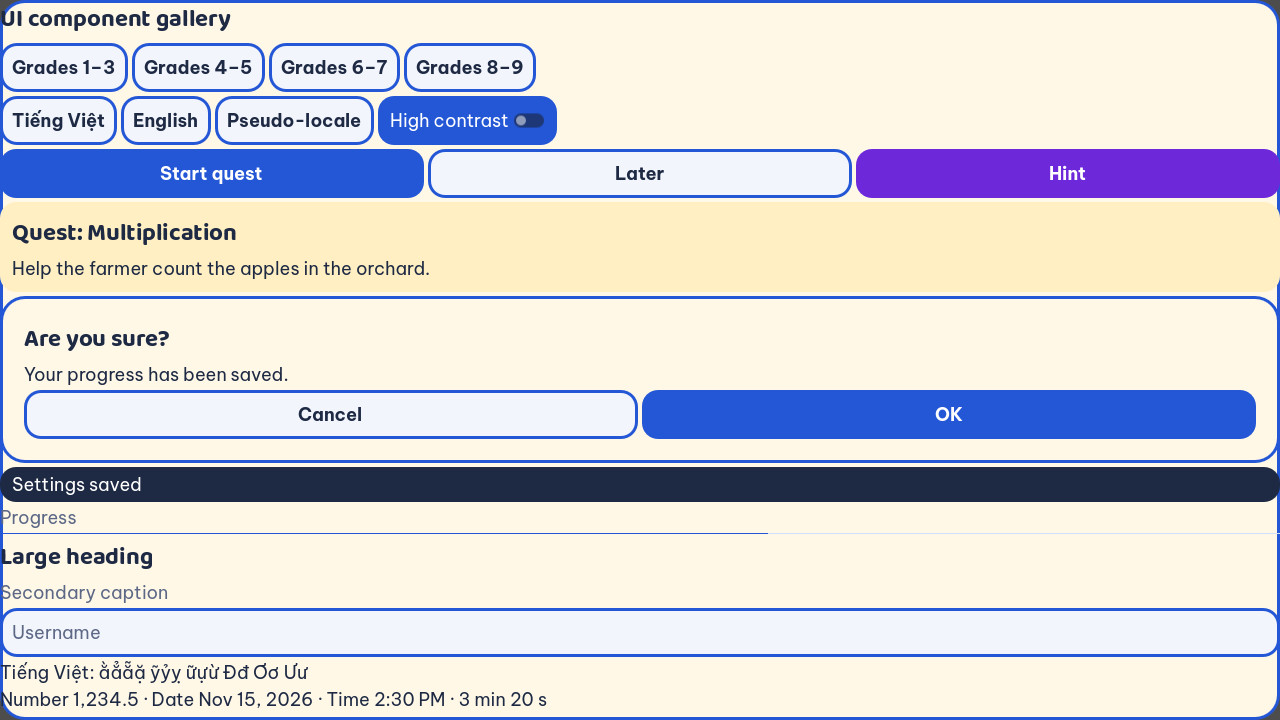 UI component gallery
Grades 1–3 Grades 4–5 Grades 6–7 Grades 8–9
Tiếng Việt English Pseudo-locale High contrast
Start quest Later Hint
Quest: Multiplication
Help the farmer count the apples in the orchard.
Are you sure?
Your progress has been saved.
Cancel OK
Settings saved
Progress
Large heading
Secondary caption
Username
Tiếng Việt: ằẳẵặ ỹỷỵ ữựừ Đđ Ơơ Ưư
Number 1,234.5 · Date Nov 15, 2026 · Time 2:30 PM · 3 min 20 s